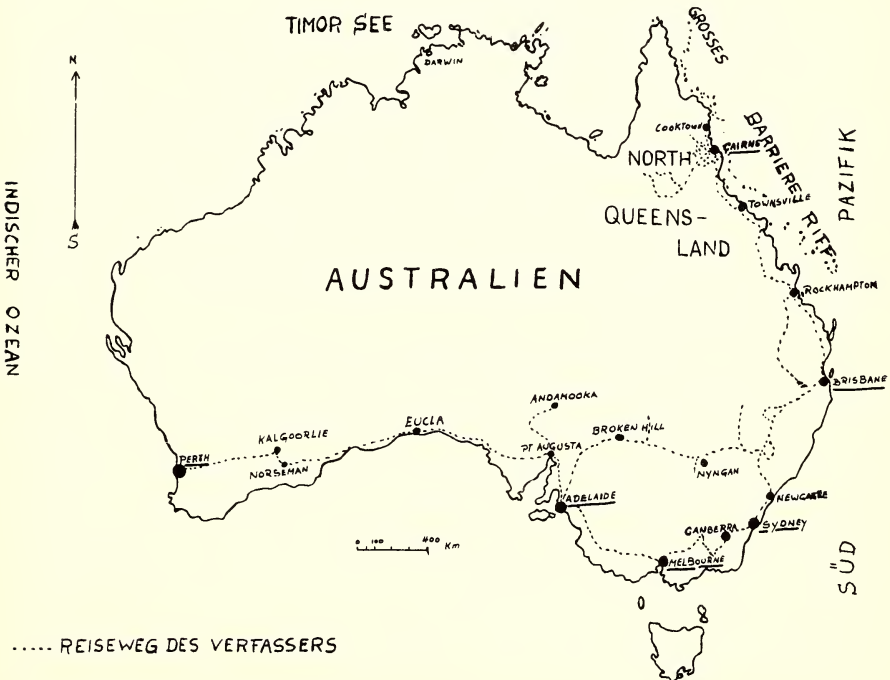 TIMOR SEE
N
S
DARWIN
GROSSES
BARRIERE
RIFF
PAZIFIK
SÜD
INDISCHER OZEAN
COOKTOWN
CAIRNS
NORTH
QUEENS-
LAND
TOWNSVILLE
AUSTRALIEN
ROCKHAMPTON
BRISBANE
ANDAMOOKA
EUCLA
BROKEN HILL
KALGOORLIE
PERTH
NORSEMAN
PT AUGUSTA
NYNGAN
ADELAIDE
NEWCASTLE
CANBERRA
SYDNEY
MELBOURNE
0 100 400 Km
..... REISEWEG DES VERFASSERS